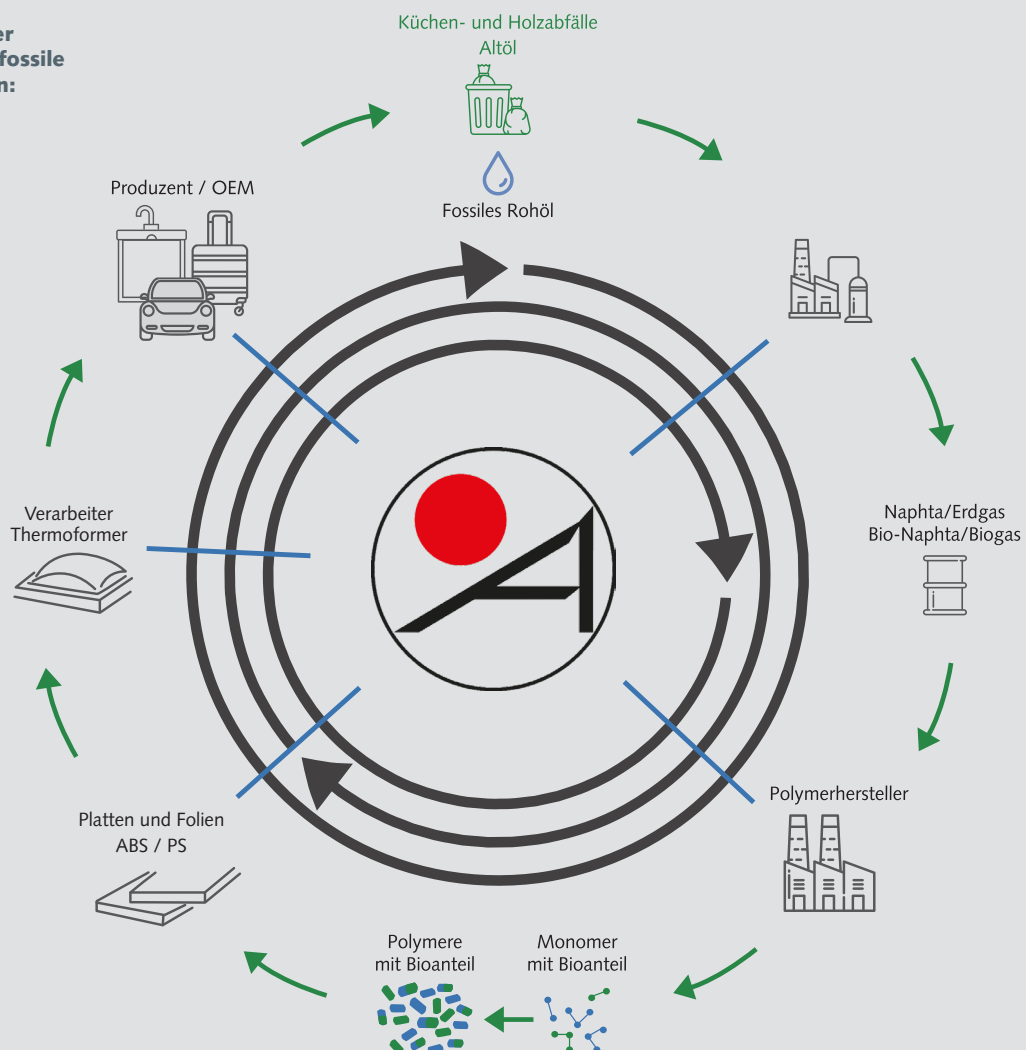 fossile
Küchen- und Holzabfälle
Altöl
Fossiles Rohöl
Produzent / OEM
Naphta/Erdgas
Bio-Naphta/Biogas
Verarbeiter
Thermoformer
Polymerhersteller
Platten und Folien
ABS / PS
Monomer
mit Bioanteil
Polymere
mit Bioanteil